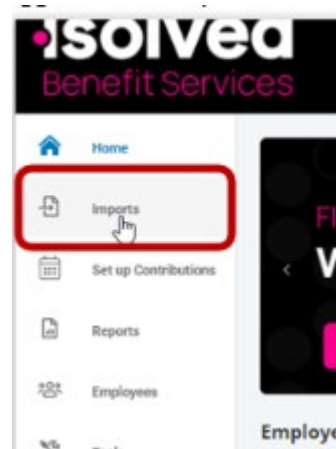 isolved
Benefit Services
Home
Imports
Set up Contributions
Reports
Employees
Employe